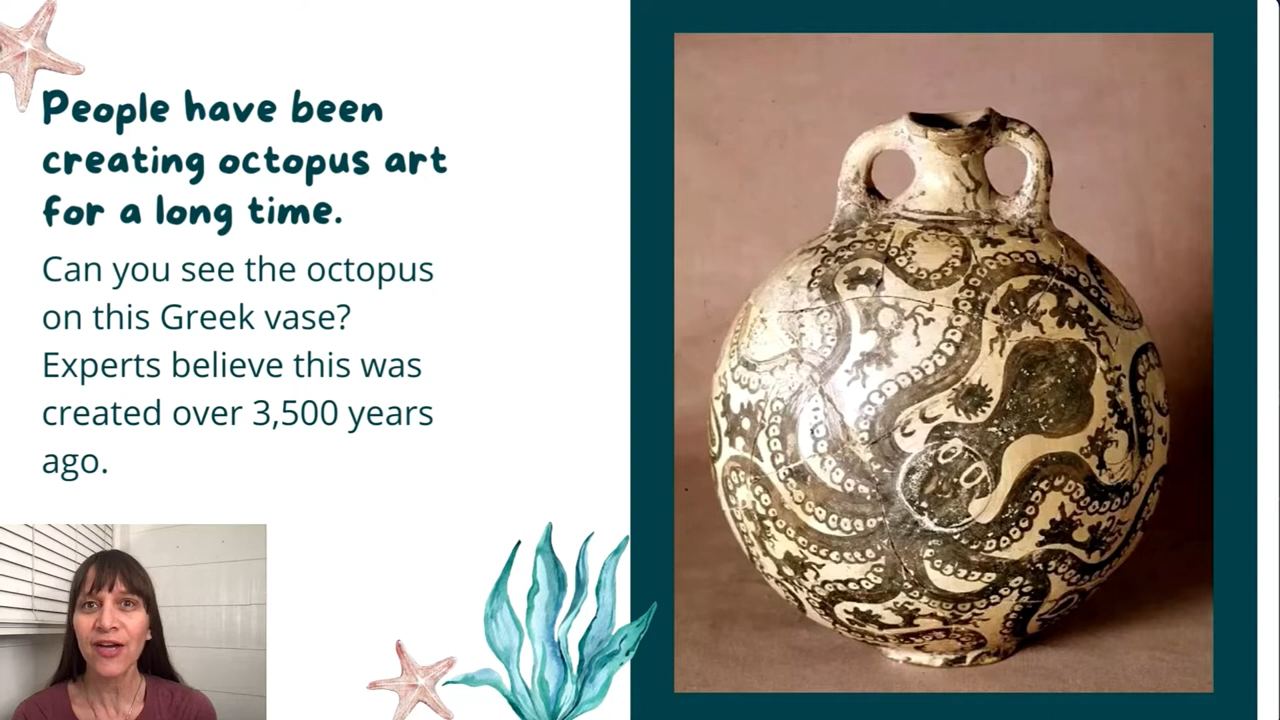 People have been
creating octopus art
for a long time.
Can you see the octopus
on this Greek vase?
Experts believe this was
created over 3,500 years
ago.